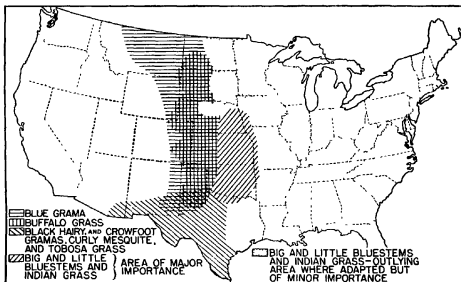 BLUE GRAMA
BUFFALO GRASS
BLACK HAIRY, AND CROWFOOT
GRAMAS, CURLY MESQUITE,
AND TOBOSA GRASS
BIG AND LITTLE
BLUESTEMS AND
INDIAN GRASS
AREA OF MAJOR
IMPORTANCE
BIG AND LITTLE BLUESTEMS
AND INDIAN GRASS-OUTLYING
AREA WHERE ADAPTED BUT
OF MINOR IMPORTANCE